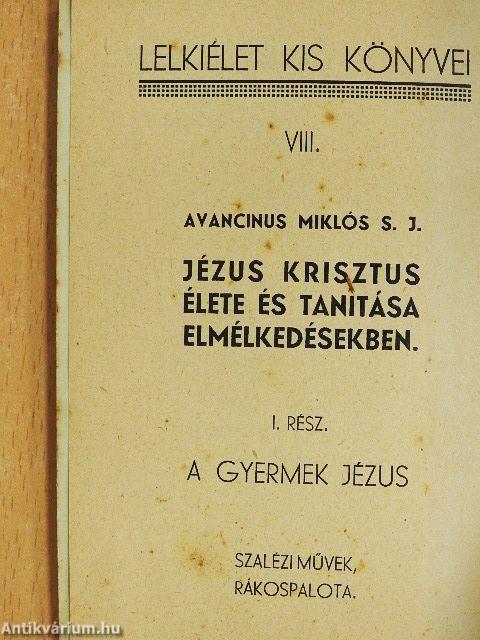 LELKIÉLET KIS KÖNYVEI
VIII.
AVANCINUS MIKLÓS S. J.
JÉZUS KRISZTUS
ÉLETE ÉS TANITÁSA
ELMÉLKEDÉSEKBEN.
I. RÉSZ.
A GYERMEK JÉZUS
SZALÉZI MŰVEK,
RÁKOSPALOTA.
Antikvárium.hu